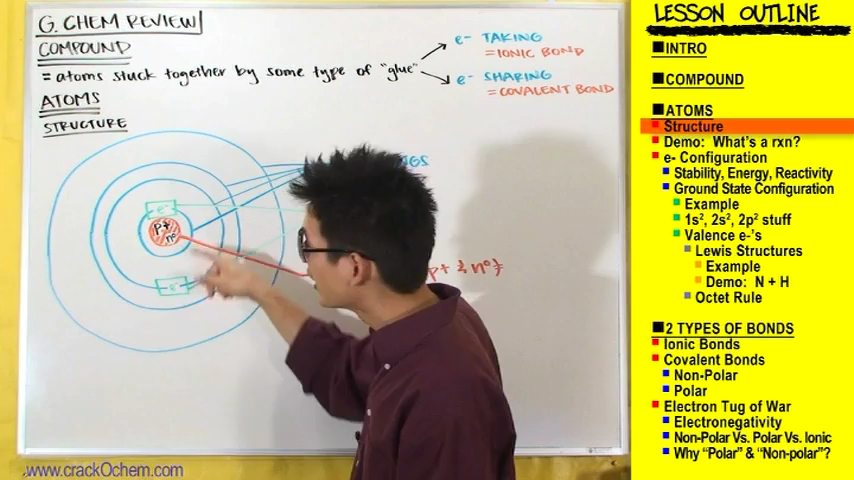 G. CHEM REVIEW
COMPOUND
= atoms stuck together by some type of "glue"
e- TAKING
= IONIC BOND
e- SHARING
= COVALENT BOND
ATOMS
STRUCTURE
e-
p+
n°
e-
p+ & n°
www.crackOchem.com
LESSON OUTLINE
INTRO
COMPOUND
ATOMS
Structure
Demo: What's a rxn?
e- Configuration
Stability, Energy, Reactivity
Ground State Configuration
Example
1s², 2s², 2p² stuff
Valence e-'s
Lewis Structures
Example
Demo: N + H
Octet Rule
2 TYPES OF BONDS
Ionic Bonds
Covalent Bonds
Non-Polar
Polar
Electron Tug of War
Electronegativity
Non-Polar Vs. Polar Vs. Ionic
Why "Polar" & "Non-polar"?